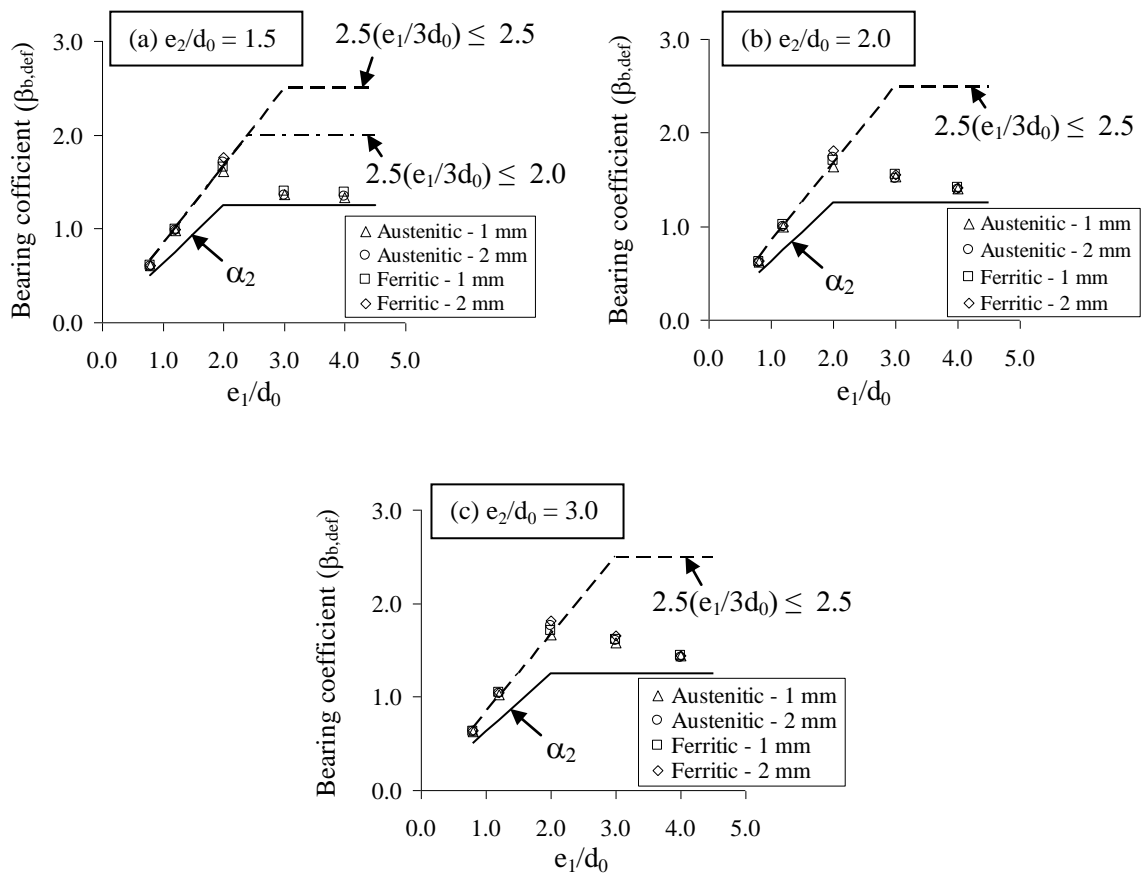 (a) e₂/d₀ = 1.5
2.5(e₁/3d₀) ≤ 2.5
2.5(e₁/3d₀) ≤ 2.0
Bearing cofficient (βb,def)
3.0
2.0
1.0
0.0
α₂
Austenitic - 1 mm
Austenitic - 2 mm
Ferritic - 1 mm
Ferritic - 2 mm
0.0 1.0 2.0 3.0 4.0 5.0
e₁/d₀
(b) e₂/d₀ = 2.0
2.5(e₁/3d₀) ≤ 2.5
Bearing coefficient (βb,def)
3.0
2.0
1.0
0.0
α₂
Austenitic - 1 mm
Austenitic - 2 mm
Ferritic - 1 mm
Ferritic - 2 mm
0.0 1.0 2.0 3.0 4.0 5.0
e₁/d₀
(c) e₂/d₀ = 3.0
2.5(e₁/3d₀) ≤ 2.5
Bearing coefficient (βb,def)
3.0
2.0
1.0
0.0
α₂
Austenitic - 1 mm
Austenitic - 2 mm
Ferritic - 1 mm
Ferritic - 2 mm
0.0 1.0 2.0 3.0 4.0 5.0
e₁/d₀